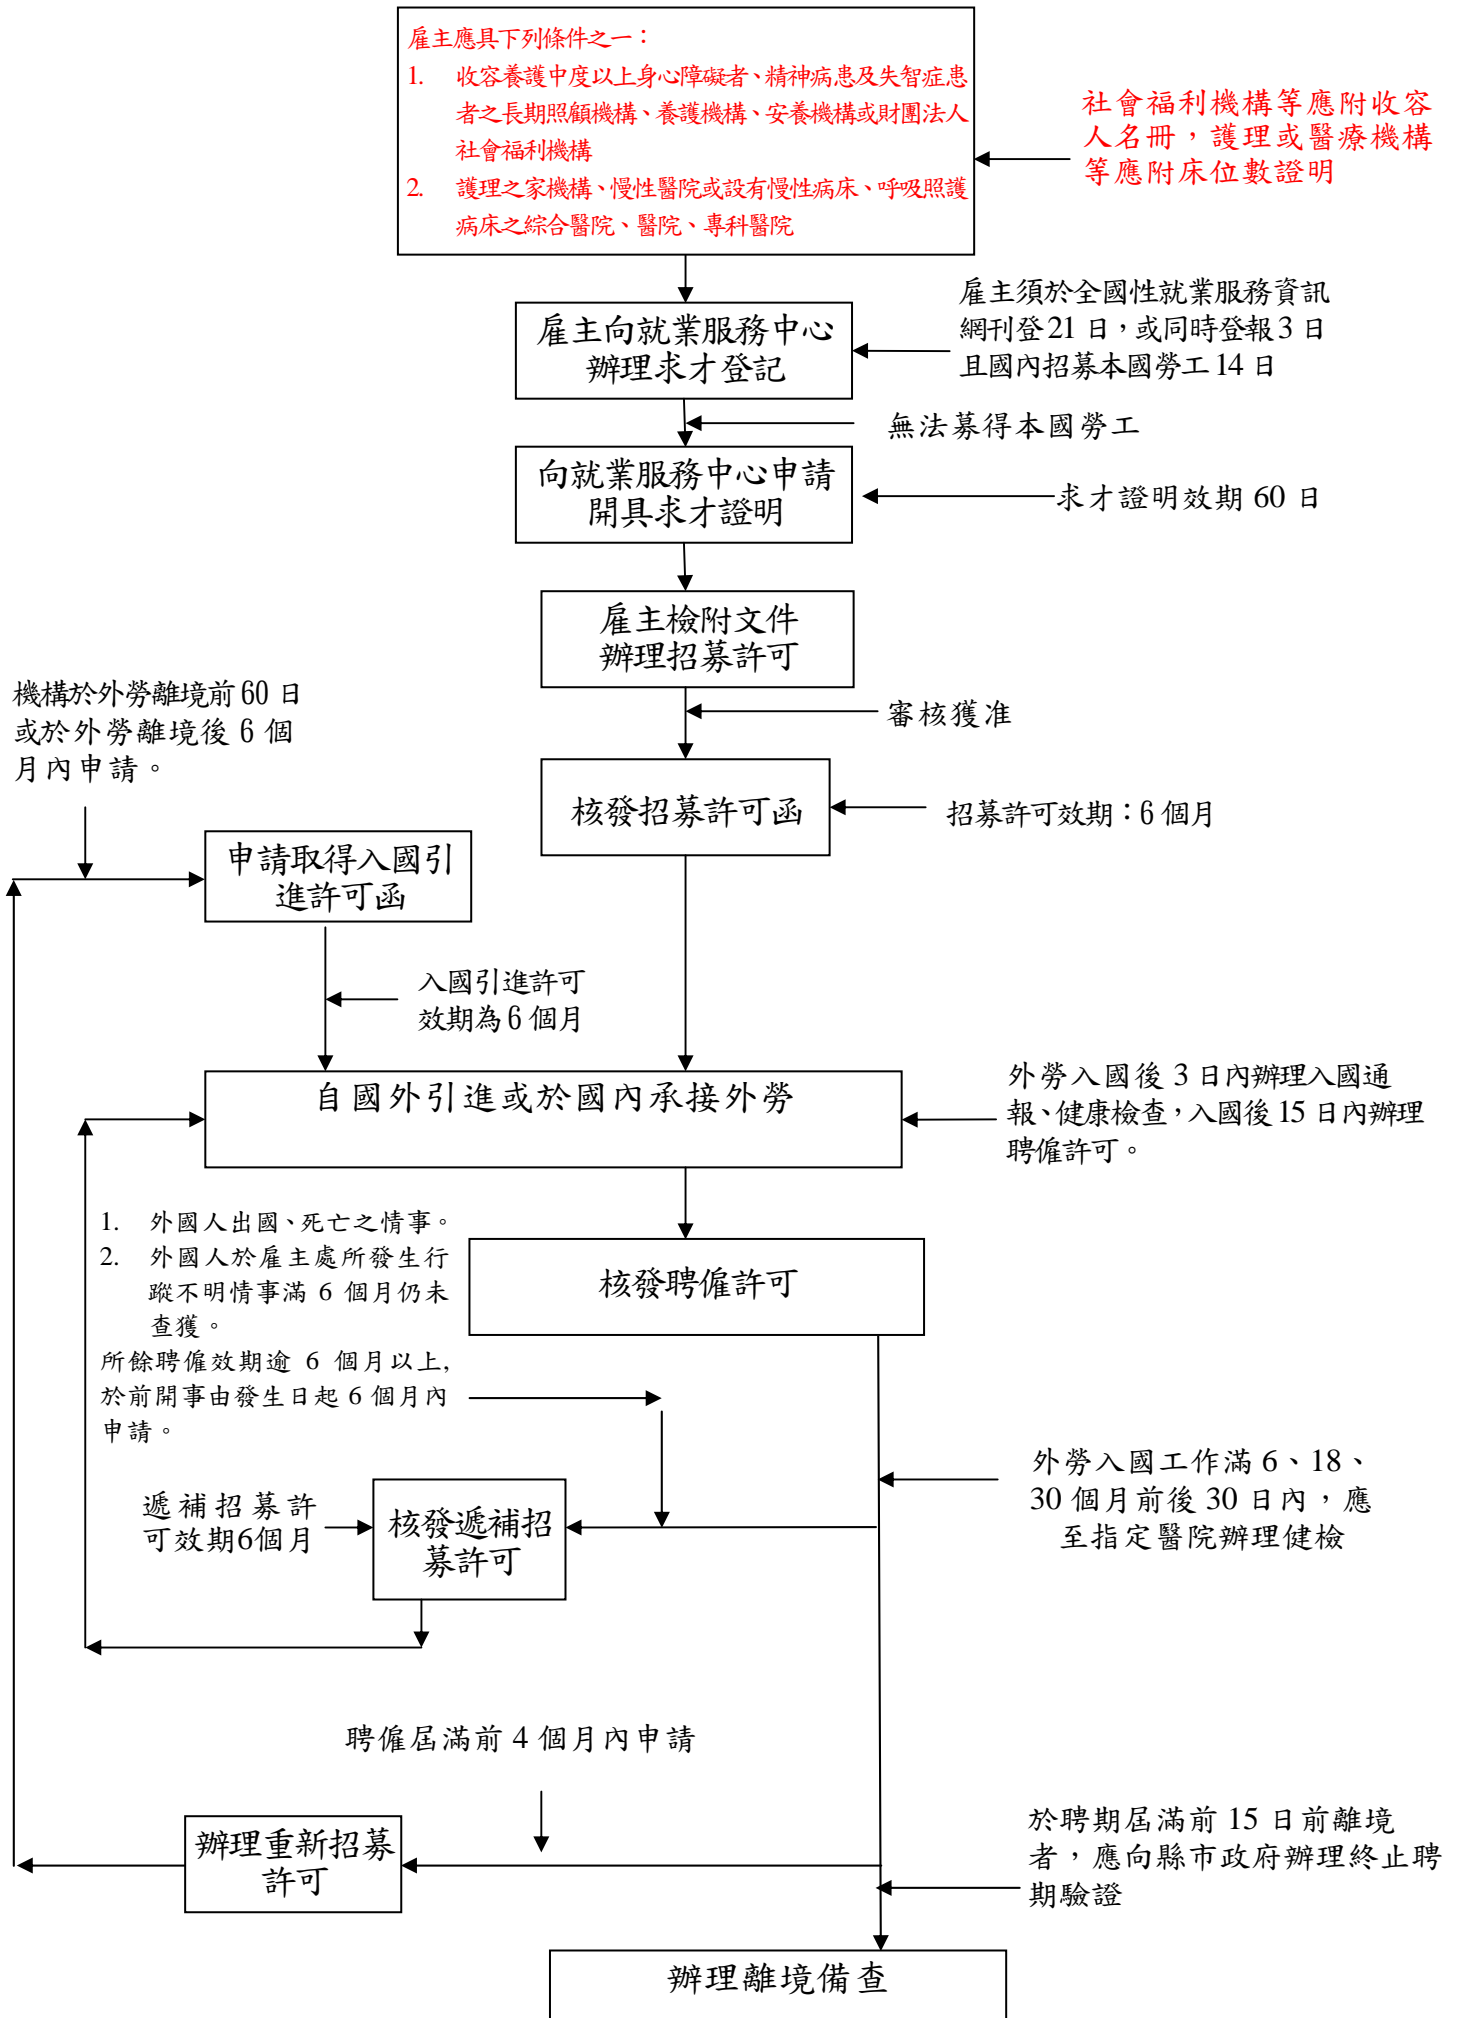 雇主應具下列條件之一：
1. 收容養護中度以上身心障礙者、精神病患及失智症患
者之長期照顧機構、養護機構、安養機構或財團法人
社會福利機構
2. 護理之家機構、慢性醫院或設有慢性病床、呼吸照護
病床之綜合醫院、醫院、專科醫院
社會福利機構等應附收容
人名冊，護理或醫療機構
等應附床位數證明
雇主向就業服務中心
辦理求才登記
雇主須於全國性就業服務資訊
網刊登21日，或同時登報3日
且國內招募本國勞工14日
無法募得本國勞工
向就業服務中心申請
開具求才證明
求才證明效期 60 日
雇主檢附文件
辦理招募許可
審核獲准
機構於外勞離境前60日
或於外勞離境後 6 個
月內申請。
核發招募許可函
招募許可效期：6個月
申請取得入國引
進許可函
入國引進許可
效期為6個月
自國外引進或於國內承接外勞
外勞入國後 3 日內辦理入國通
報、健康檢查，入國後15日內辦理
聘僱許可。
1. 外國人出國、死亡之情事。
2. 外國人於雇主處所發生行
蹤不明情事滿 6 個月仍未
查獲。
所餘聘僱效期逾 6 個月以上,
於前開事由發生日起 6 個月內
申請。
核發聘僱許可
外勞入國工作滿 6、18、
30 個月前後 30 日內，應
至指定醫院辦理健檢
遞補招募許
可效期6個月
核發遞補招
募許可
聘僱屆滿前 4 個月內申請
辦理重新招募
許可
於聘期屆滿前 15 日前離境
者，應向縣市政府辦理終止聘
期驗證
辦理離境備查